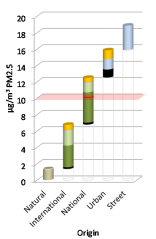 µg/m³ PM2.5
20
18
16
14
12
10
8
6
4
2
0
Natural
International
National
Urban
Street
Origin